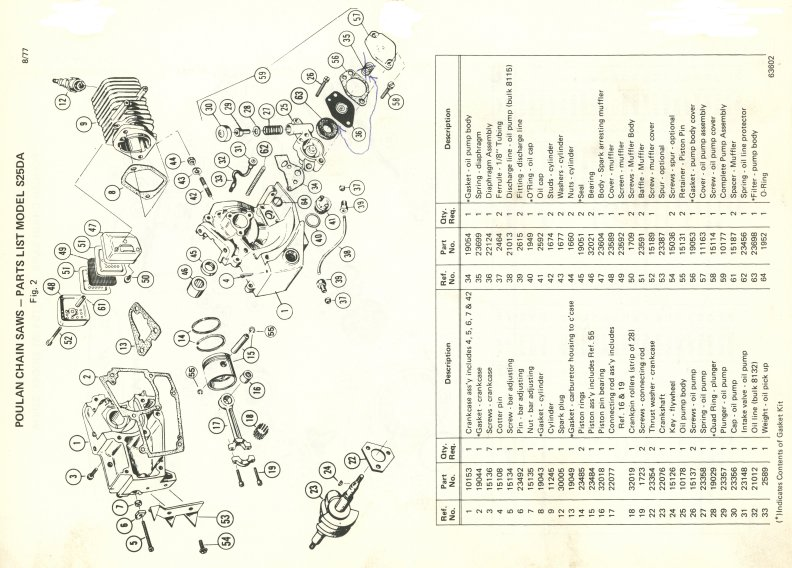 POULAN CHAIN SAWS – PARTS LIST MODEL S25DA
Fig. 2
8/77
Ref. No. Part No. Qty. Req. Description
1 10153 1 Crankcase ass'y includes 4, 5, 6, 7 & 42
2 19044 1 *Gasket - crankcase
3 15136 7 Screws - crankcase
4 15108 1 Cotter pin
5 15134 1 Screw - bar adjusting
6 23492 1 Pin - bar adjusting
7 15135 1 Nut - bar adjusting
8 19043 1 *Gasket - cylinder
9 11245 1 Cylinder
12 30005 1 Spark plug
13 19049 1 *Gasket - carburetor housing to c'case
14 23485 2 Piston rings
15 23484 1 Piston ass'y includes Ref. 55
16 22018 1 Piston pin bearing
17 22077 1 Connecting rod ass'y includes
Ref. 16 & 19
18 32019 1 Crankpin rollers (strip of 28)
19 1723 2 Screws - connecting rod
22 23354 2 Thrust washer - crankcase
23 22076 1 Crankshaft
24 15126 1 Key - flywheel
25 10178 1 Oil pump body
26 15137 2 Screws - oil pump
27 23358 1 Spring - oil pump
28 19029 1 *Quad Ring - plunger
29 23357 1 Plunger - oil pump
30 23356 1 Cap - oil pump
31 23148 1 Intake valve - oil pump
32 21012 1 Oil line (bulk 8132)
33 2589 1 Weight - oil pick up
Ref. No. Part No. Qty. Req. Description
34 19054 1 *Gasket - oil pump body
35 23699 1 Spring - diaphragm
36 22124 1 Diaphragm Assembly
37 2464 2 Ferrule - 1/8" Tubing
38 21013 1 Discharge line - oil pump (bulk 8115)
39 2615 2 Fitting - discharge line
40 1949 1 *O'Ring - oil cap
41 2592 1 Oil cap
42 1674 2 Studs - cylinder
43 1677 2 Washers - cylinder
44 1660 2 Nuts - cylinder
45 19051 2 *Seal
46 32021 2 Bearing
47 23604 1 Body - Spark arresting muffler
48 23589 1 Cover - muffler
49 23592 1 Screen - muffler
50 1709 2 Screws - Muffler Body
51 23591 2 Baffle - Muffler
52 15189 1 Screw - muffler cover
53 23387 1 Spur - optional
54 15038 2 Screws - spur - optional
55 15131 2 Retainer - Piston Pin
56 19053 1 *Gasket - pump body cover
57 11163 1 Cover - oil pump assembly
58 15114 1 Screw - oil pump cover
59 10177 1 Complete Pump Assembly
61 15187 2 Spacer - Muffler
62 23456 1 Spring - oil line protector
63 23698 1 *Filter - pump body
64 1952 1 O-Ring
(*)Indicates Contents of Gasket Kit
63602